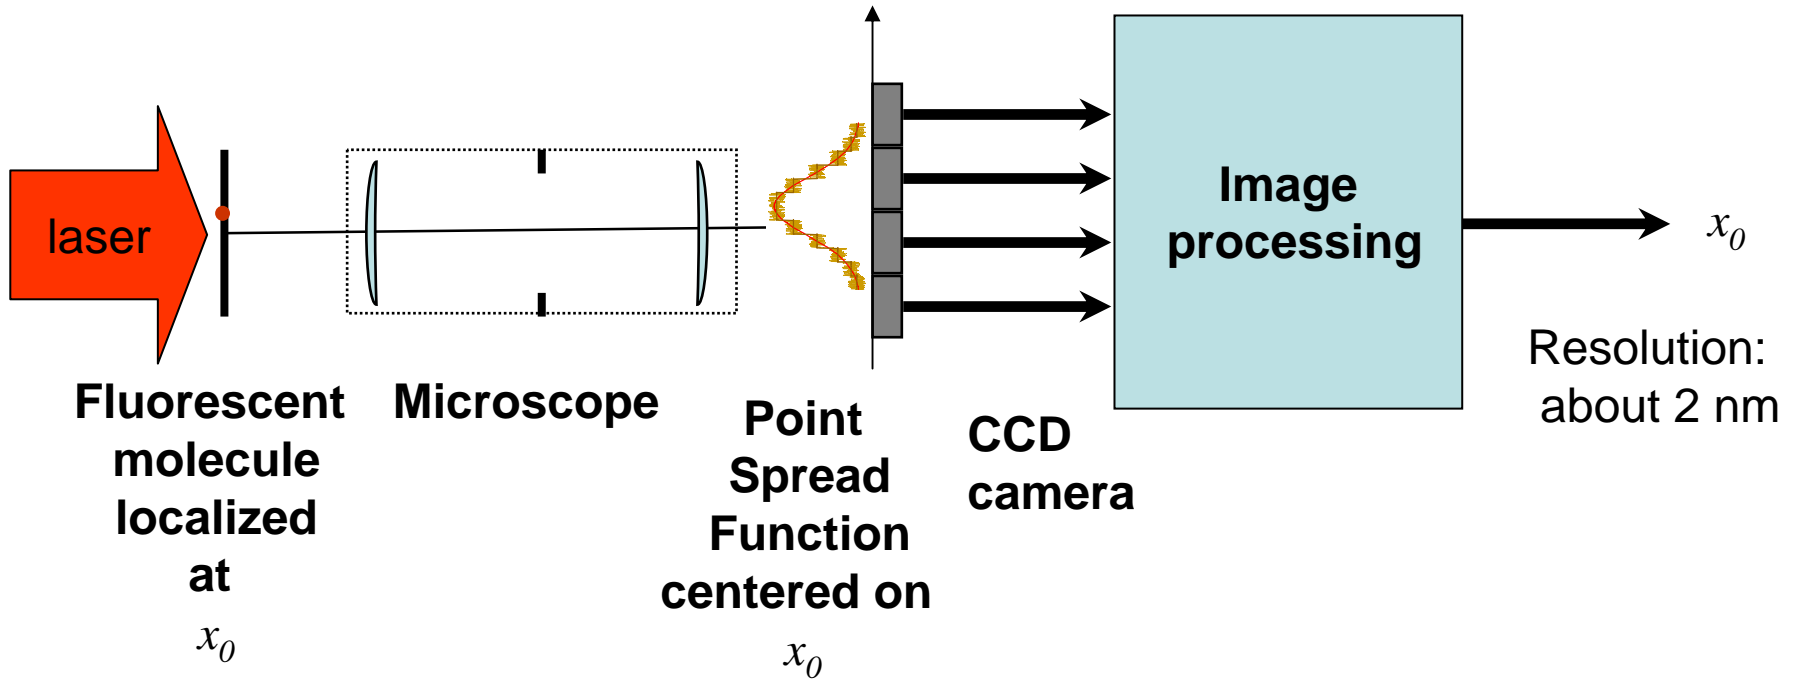 laser
Fluorescent
molecule
localized
at
x₀
Microscope
Point
Spread
Function
centered on
x₀
CCD
camera
Image
processing
x₀
Resolution:
about 2 nm